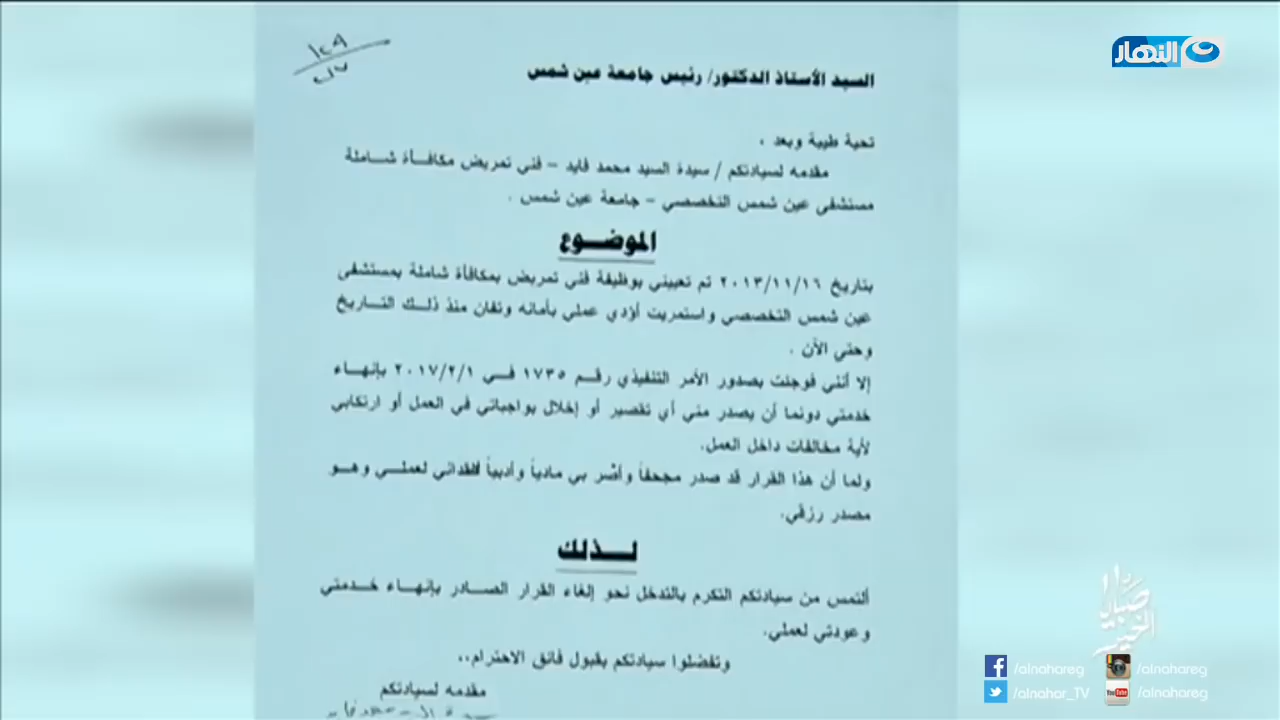 النهار
السيد الأستاذ الدكتور/ رئيس جامعة عين شمس
تحية طيبة وبعد ،
مقدمه لسيادتكم / سيدة السيد محمد فايد – فني تمريض مكافأة شاملة
مستشفى عين شمس التخصصي – جامعة عين شمس .
الموضوع
بتاريخ ٢٠١٣/١١/١٦ تم تعييني بوظيفة فني تمريض بمكافأة شاملة بمستشفى
عين شمس التخصصي واستمريت أؤدي عملي بأمانه وتفان منذ ذلك التاريخ
وحتى الآن .
إلا أنني فوجئت بصدور الأمر التنفيذي رقم ١٧٣٥ في ٢٠١٧/٢/١ بإنهاء
خدمتي دونما أن يصدر مني أي تقصير أو إخلال بواجباتي في العمل أو ارتكابي
لأية مخالفات داخل العمل.
ولما أن هذا القرار قد صدر مجحفاً وأضر بي مادياً وأدبياً لفقداني لعملي وهو
مصدر رزقي.
لذلك
ألتمس من سيادتكم التكرم بالتدخل نحو إلغاء القرار الصادر بإنهاء خدمتي
وعودتي لعملي.
وتفضلوا سيادتكم بقبول فائق الاحترام،،
مقدمه لسيادتكم
صبايا الخير
/alnahareg
/alnahareg
/alnahar_TV
/alnahareg